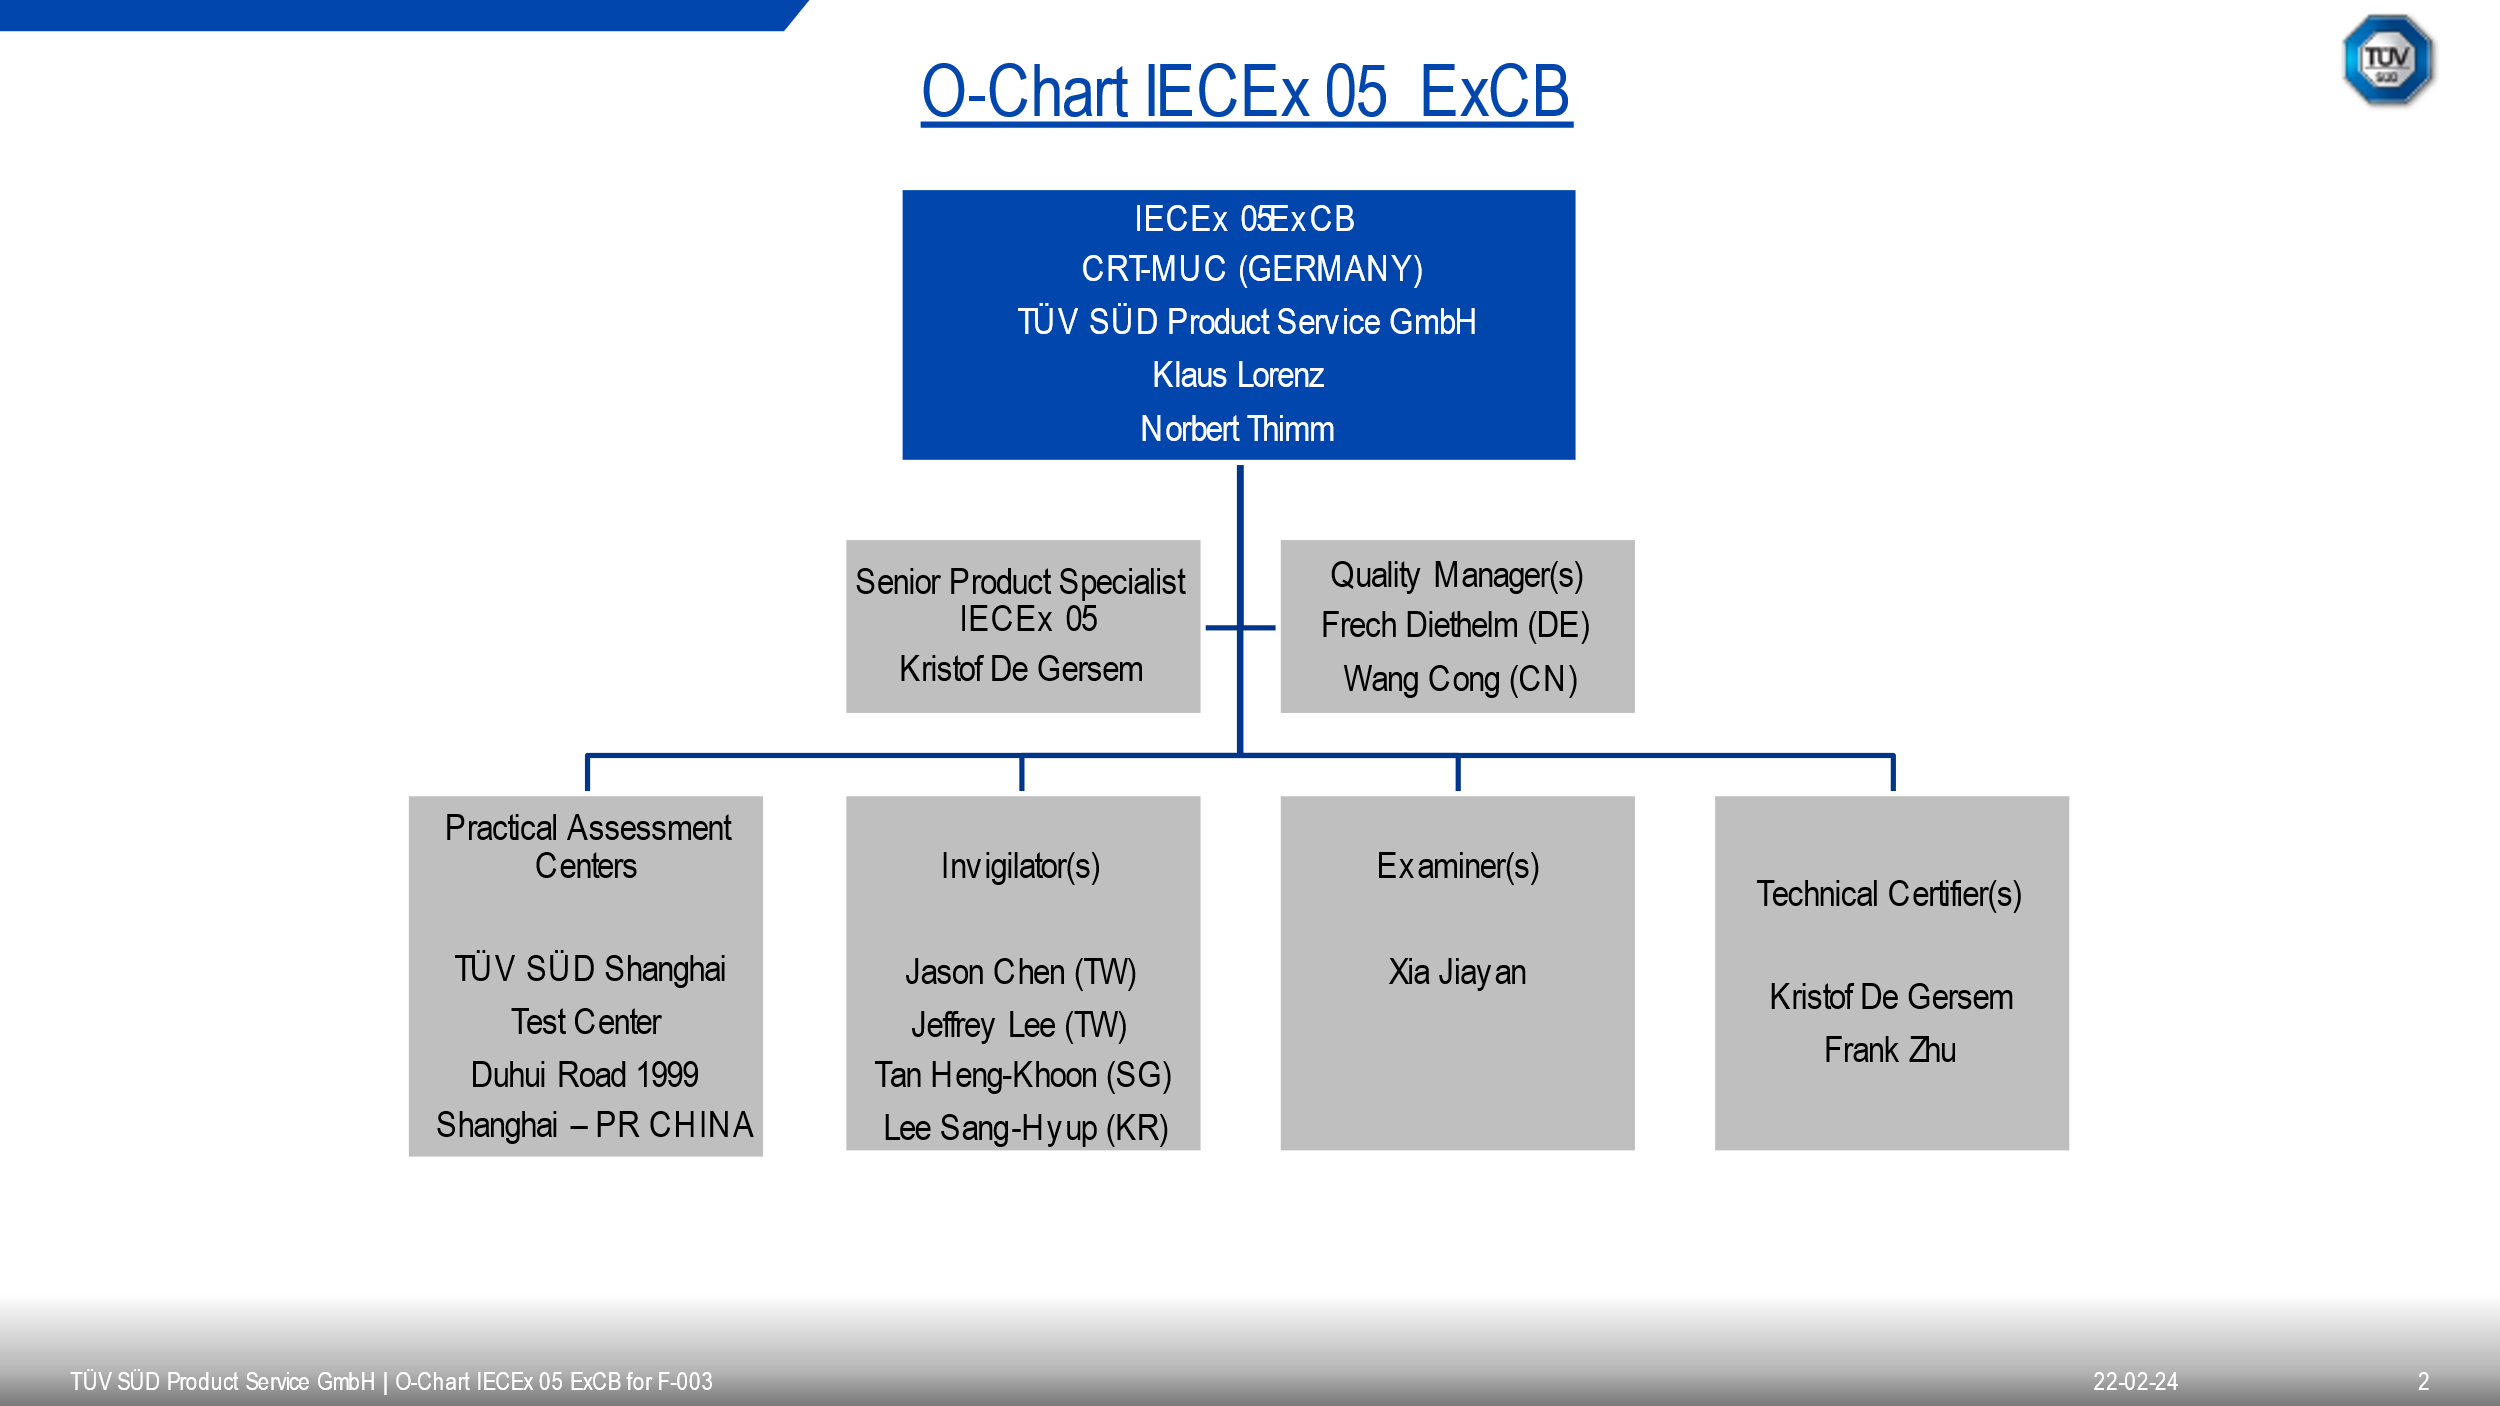 TÜV
SÜD
O-Chart IECEx 05 ExCB
IECEx 05ExCB
CRT-MUC (GERMANY)
TÜV SÜD Product Service GmbH
Klaus Lorenz
Norbert Thimm
Senior Product Specialist
IECEx 05
Kristof De Gersem
Quality Manager(s)
Frech Diethelm (DE)
Wang Cong (CN)
Practical Assessment
Centers
TÜV SÜD Shanghai
Test Center
Duhui Road 1999
Shanghai – PR CHINA
Invigilator(s)
Jason Chen (TW)
Jeffrey Lee (TW)
Tan Heng-Khoon (SG)
Lee Sang-Hyup (KR)
Examiner(s)
Xia Jiayan
Technical Certifier(s)
Kristof De Gersem
Frank Zhu
TÜV SÜD Product Service GmbH | O-Chart IECEx 05 ExCB for F-003
22-02-24
2